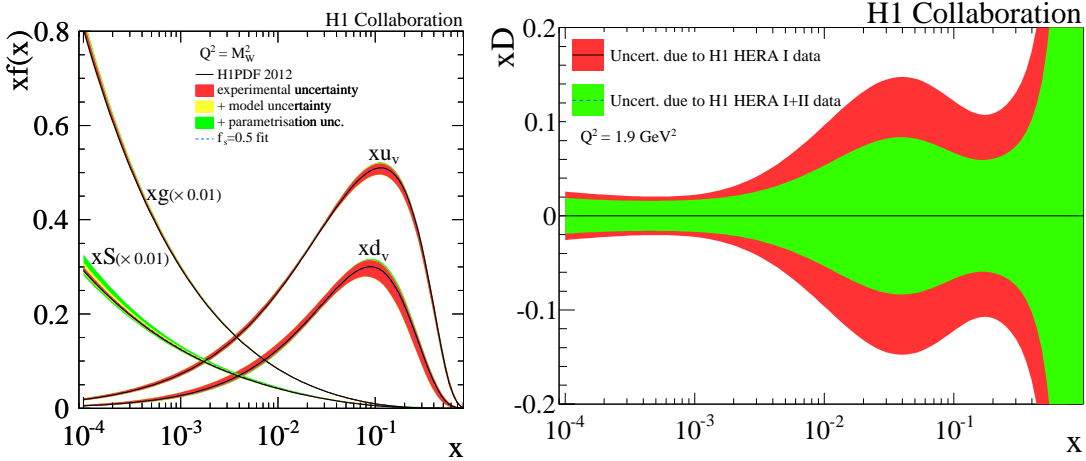 H1 Collaboration
xf(x)
0.8
0.6
0.4
0.2
0
Q² = M²_W
H1PDF 2012
experimental uncertainty
+ model uncertainty
+ parametrisation unc.
f_s=0.5 fit
xu_v
xg(× 0.01)
xS(× 0.01)
xd_v
10⁻⁴ 10⁻³ 10⁻² 10⁻¹
x
H1 Collaboration
xD
0.2
0.1
0
-0.1
-0.2
Uncert. due to H1 HERA I data
Uncert. due to H1 HERA I+II data
Q² = 1.9 GeV²
10⁻⁴ 10⁻³ 10⁻² 10⁻¹
x